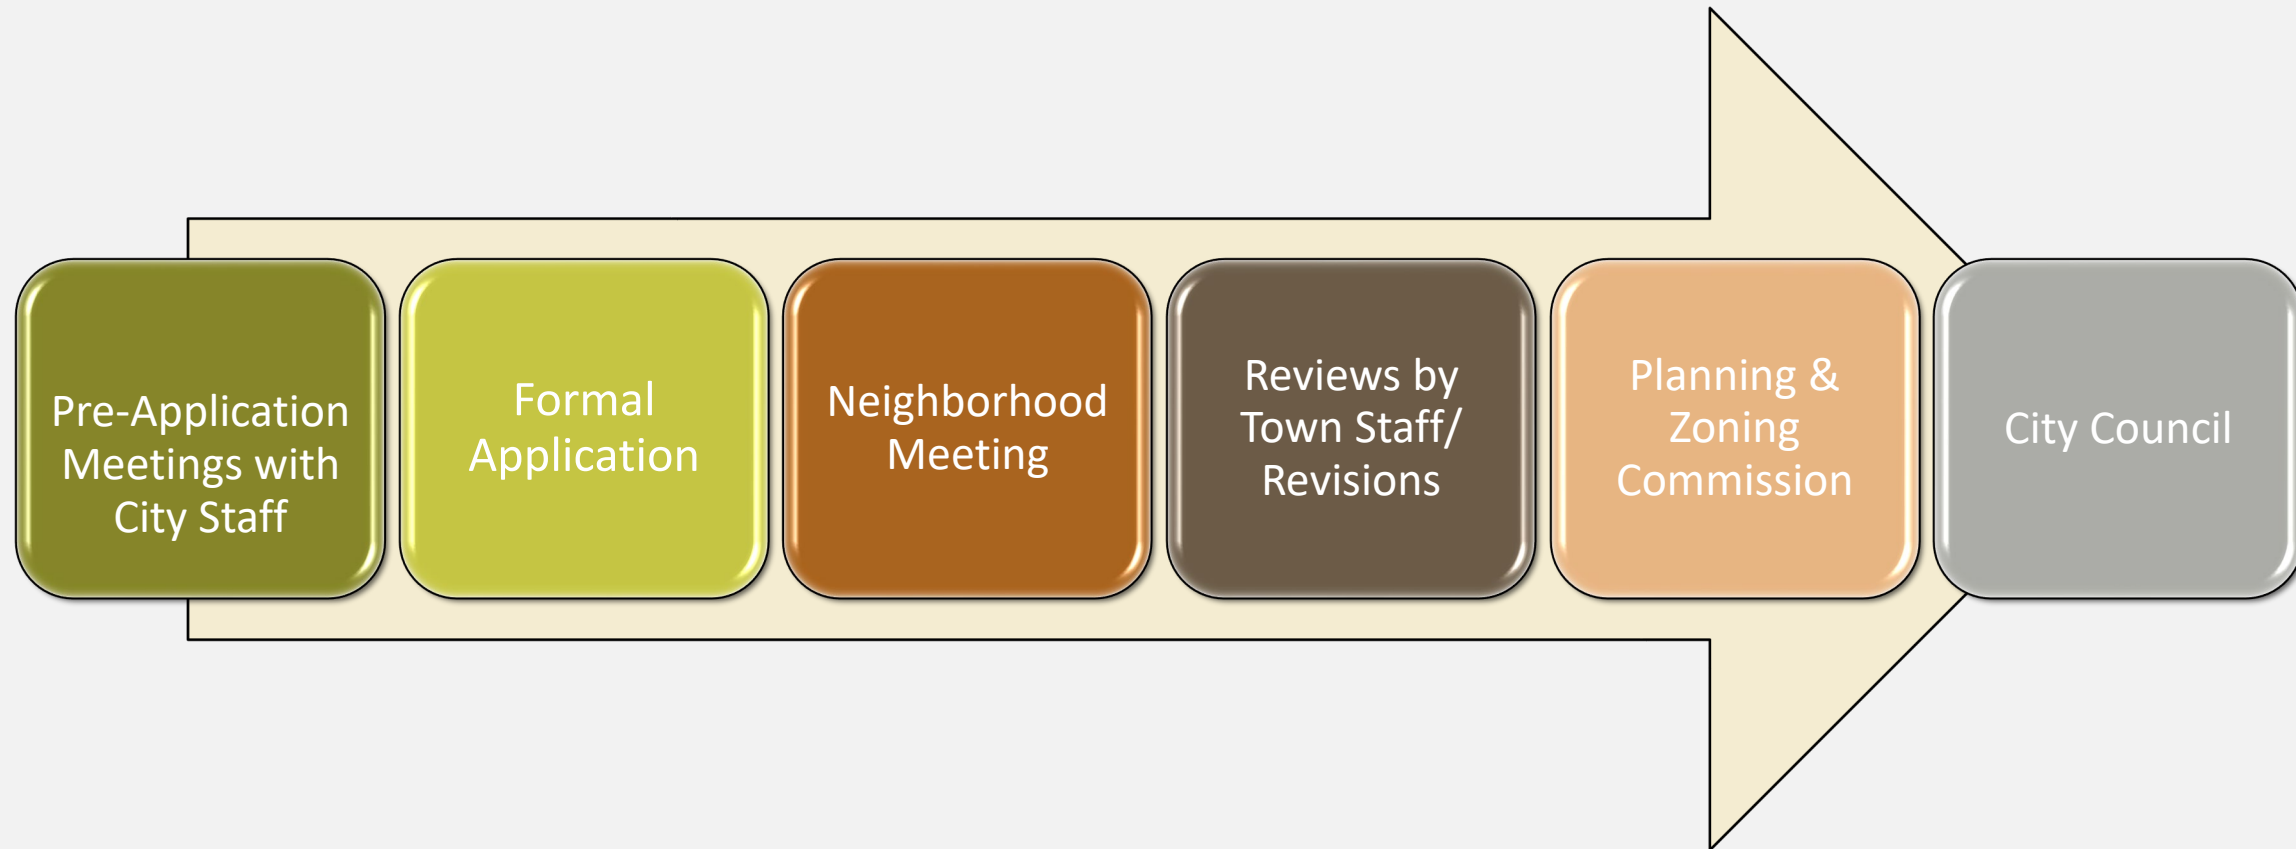 Pre-Application
Meetings with
City Staff
Formal
Application
Neighborhood
Meeting
Reviews by
Town Staff/
Revisions
Planning &
Zoning
Commission
City Council